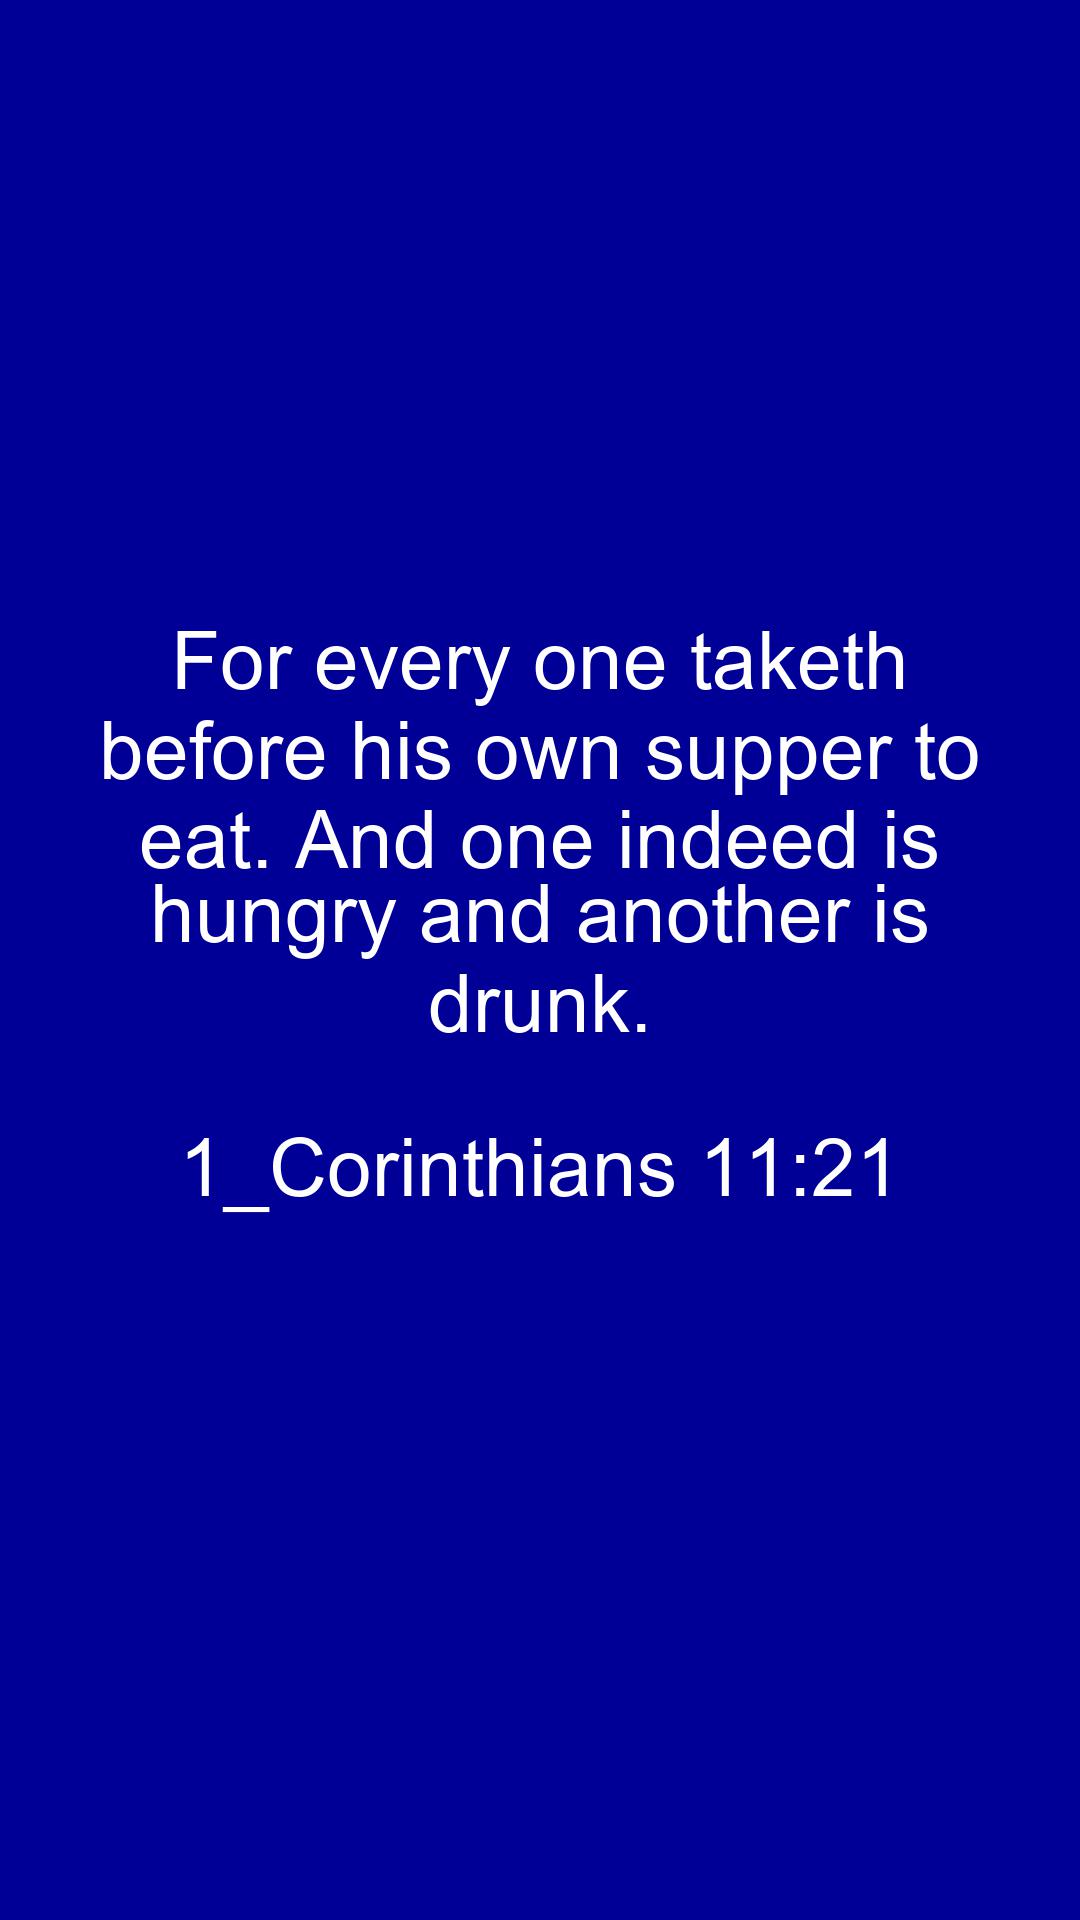 For every one taketh
before his own supper to
eat. And one indeed is
hungry and another is
drunk.
1_Corinthians 11:21